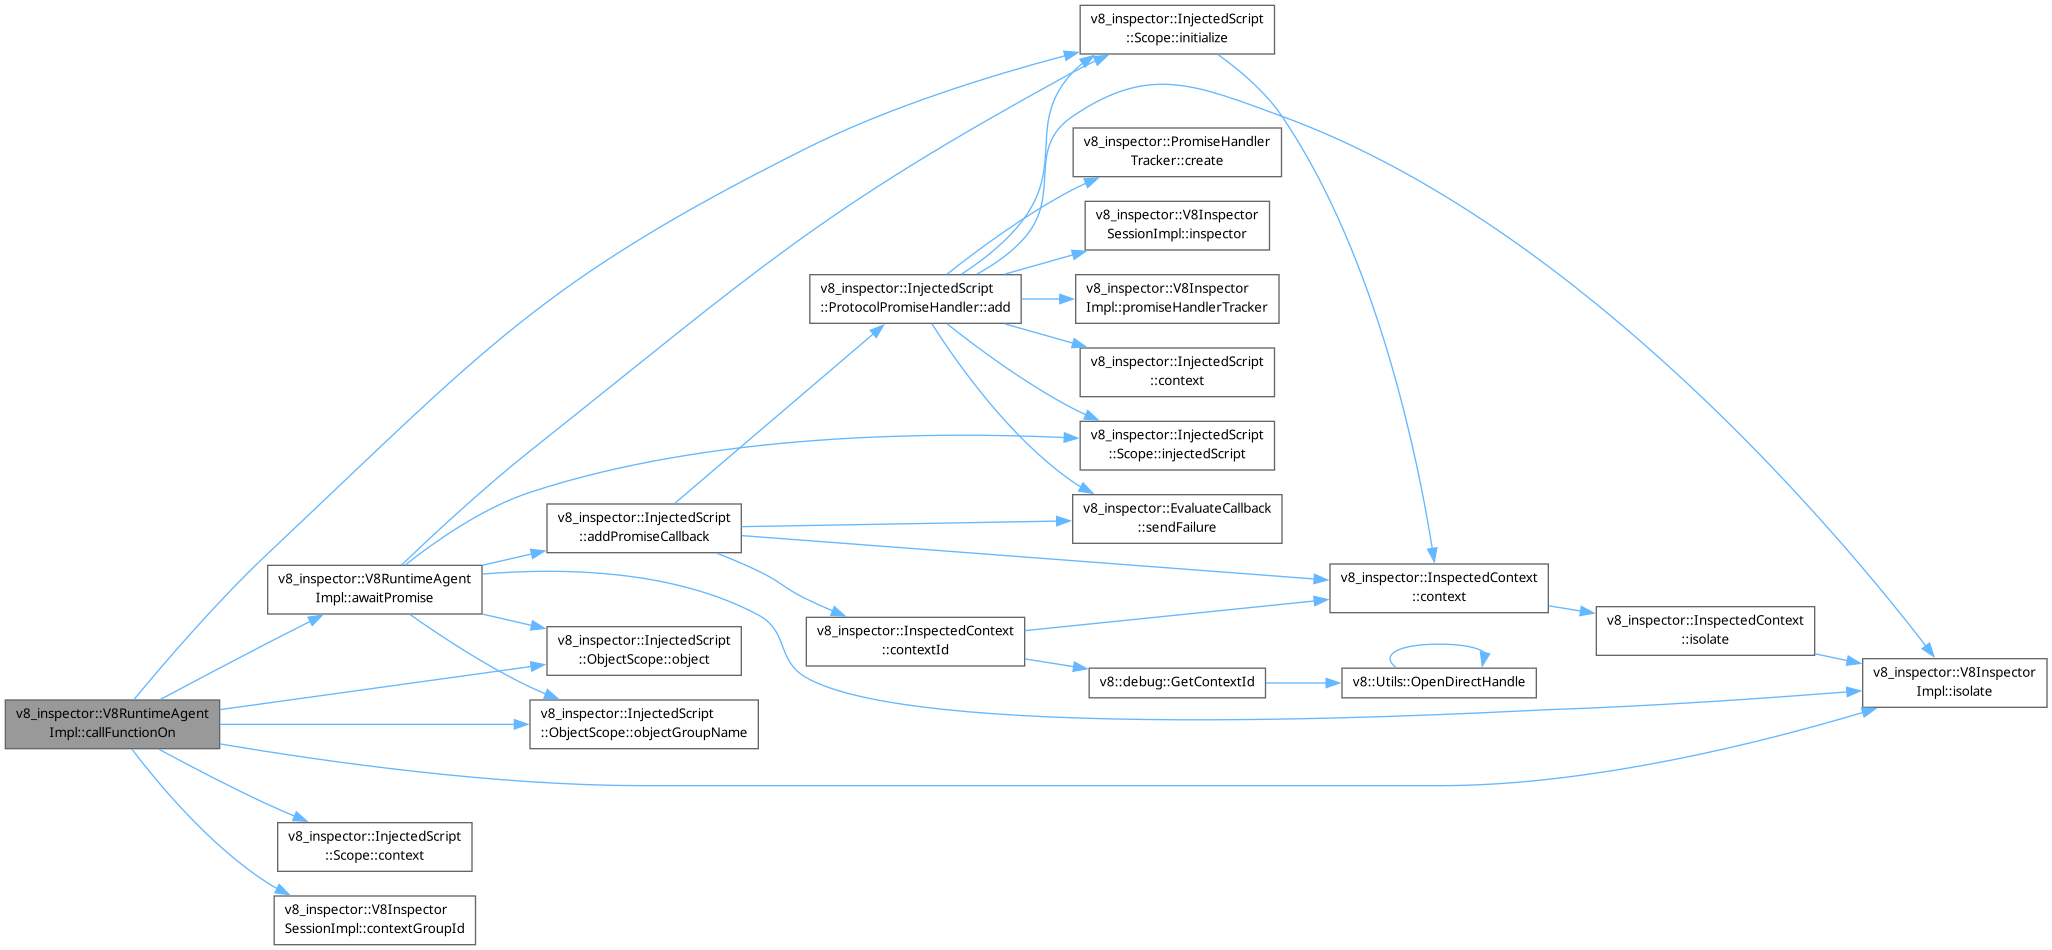 v8_inspector::InjectedScript
::Scope::initialize
v8_inspector::PromiseHandler
Tracker::create
v8_inspector::V8Inspector
SessionImpl::inspector
v8_inspector::InjectedScript
::ProtocolPromiseHandler::add
v8_inspector::V8Inspector
Impl::promiseHandlerTracker
v8_inspector::InjectedScript
::context
v8_inspector::InjectedScript
::Scope::injectedScript
v8_inspector::EvaluateCallback
::sendFailure
v8_inspector::InjectedScript
::addPromiseCallback
v8_inspector::V8RuntimeAgent
Impl::awaitPromise
v8_inspector::InspectedContext
::context
v8_inspector::InspectedContext
::isolate
v8_inspector::InspectedContext
::contextId
v8_inspector::InjectedScript
::ObjectScope::object
v8::debug::GetContextId
v8::Utils::OpenDirectHandle
v8_inspector::V8Inspector
Impl::isolate
v8_inspector::V8RuntimeAgent
Impl::callFunctionOn
v8_inspector::InjectedScript
::ObjectScope::objectGroupName
v8_inspector::InjectedScript
::Scope::context
v8_inspector::V8Inspector
SessionImpl::contextGroupId